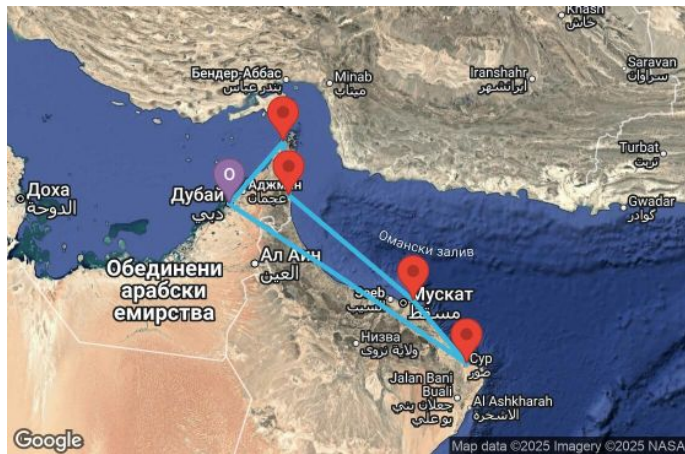 Khash
خاش
Бендер-Аббас
بندر عباس
Minab
میناب
Iranshahr
ایرانشهر
Saravan
سراوان
Turbat
تربت
Gwadar
گوادر
Доха
الدوحة
O
Дубай
دبي
Аджман
عجمان
Омански залив
Ал Аин
العين
Обединени
арабски
емирства
Seeb
السيب
Мускат
مسقط
Низва
ولاية نزوى
Сур
صور
Jalan Bani
Buali
جعلان بني
بو علي
Al Ashkharah
الأشخرة
Google
Map data ©2025 Imagery ©2025 NASA